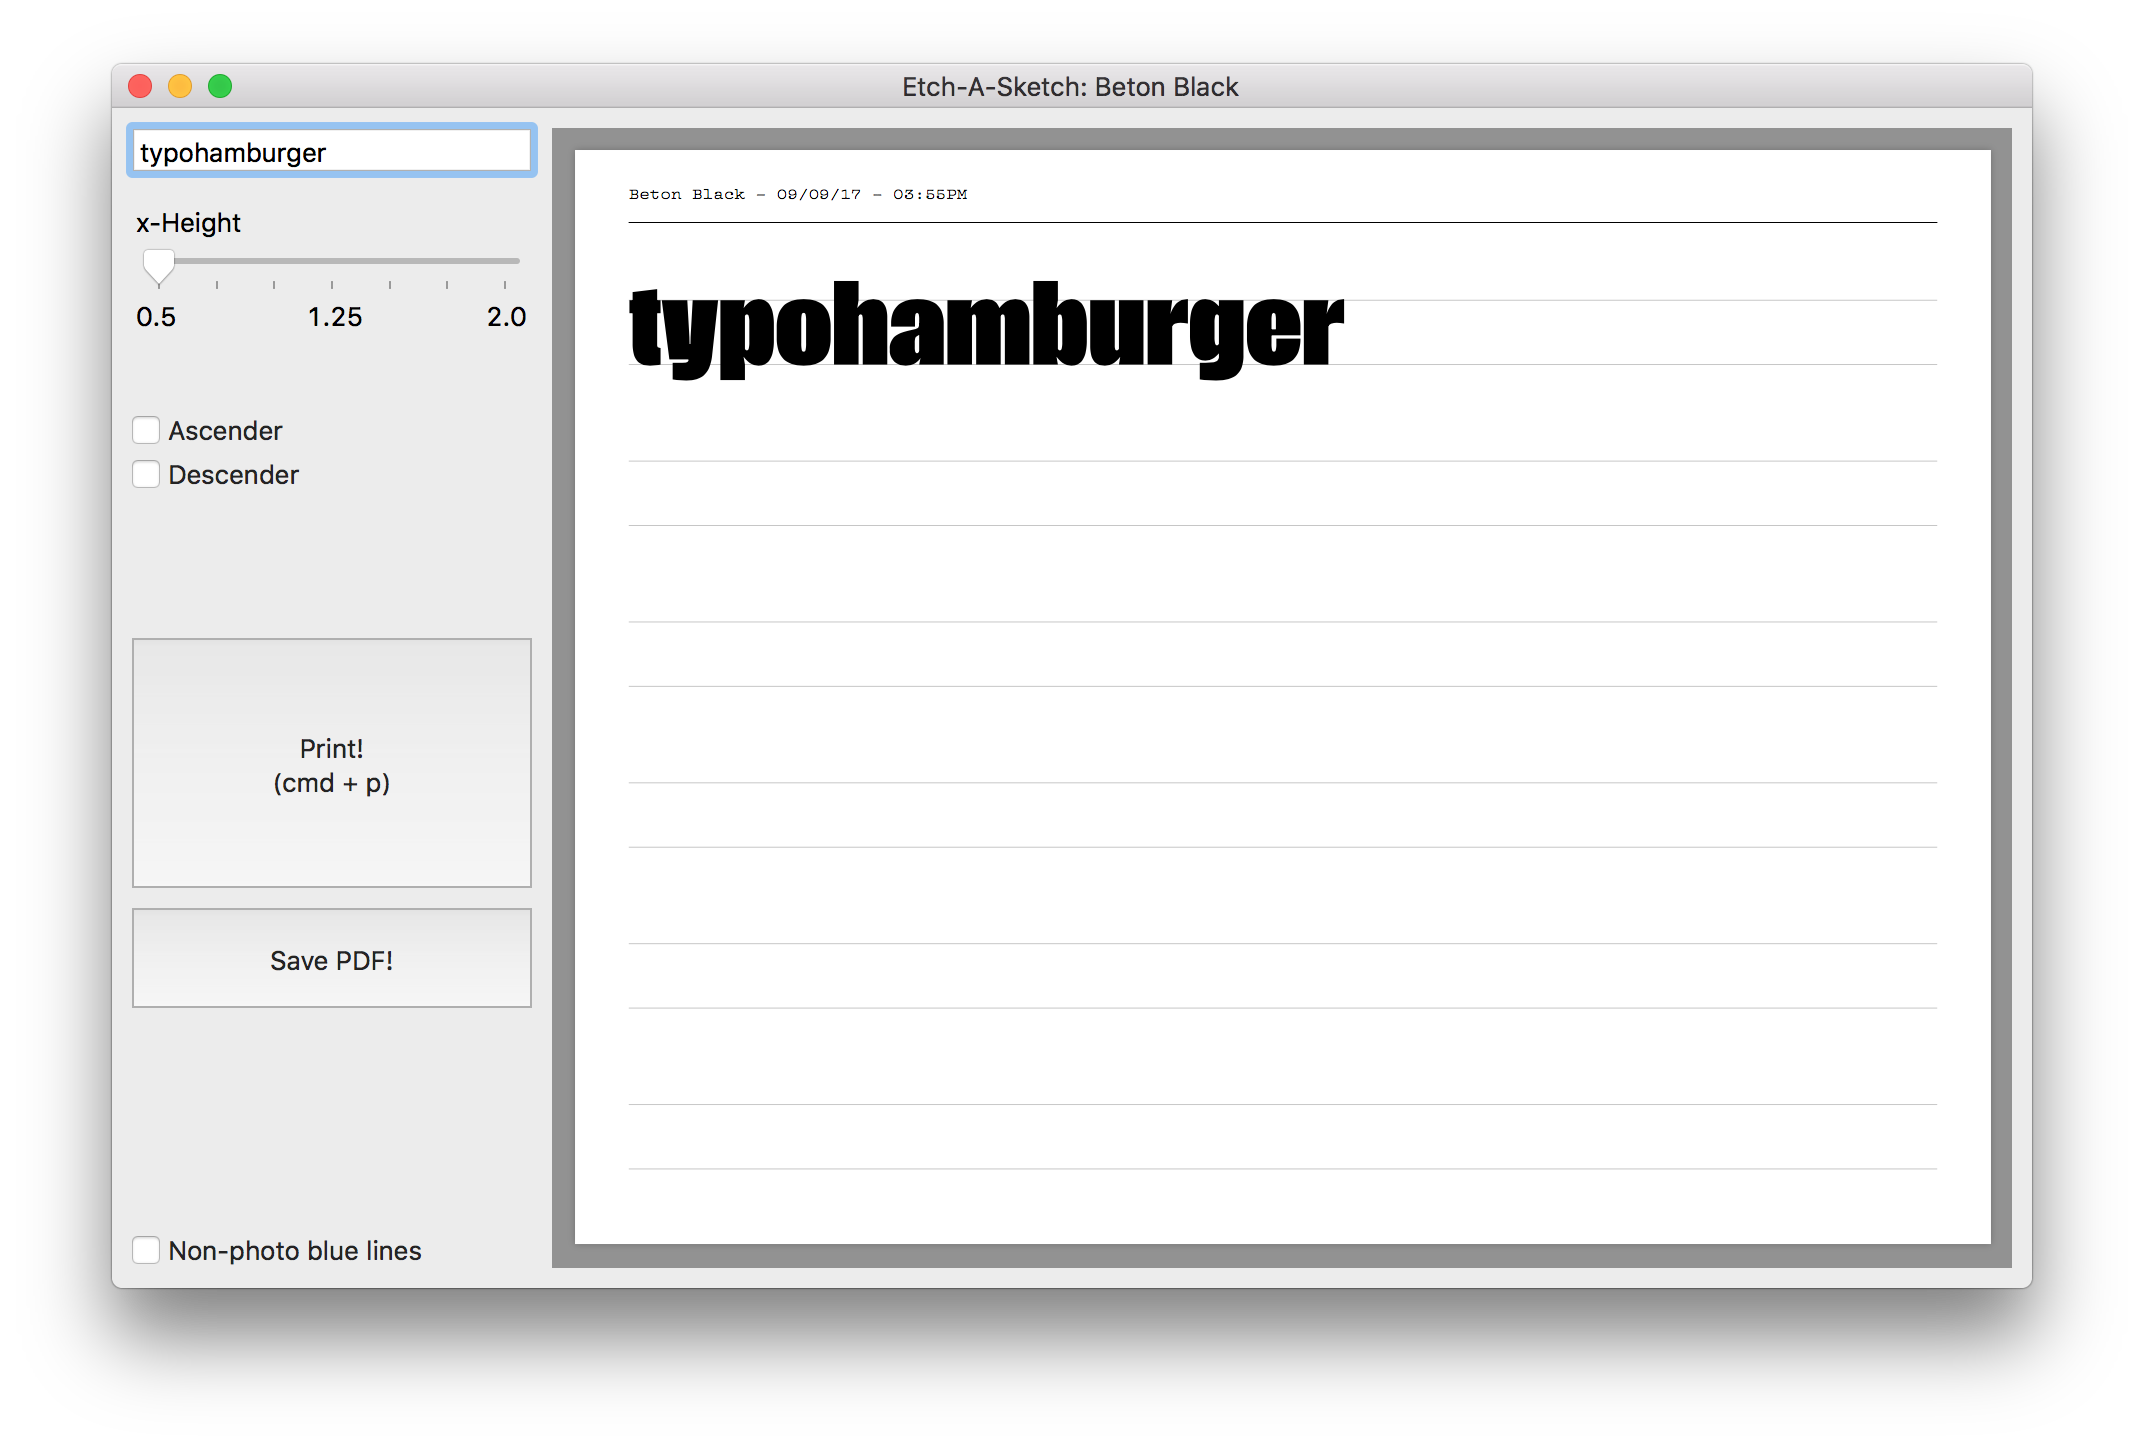 Etch-A-Sketch: Beton Black
typohamburger
x-Height
0.5 1.25 2.0
Ascender
Descender
Print!
(cmd + p)
Save PDF!
Non-photo blue lines
Beton Black - 09/09/17 - 03:55PM
typohamburger